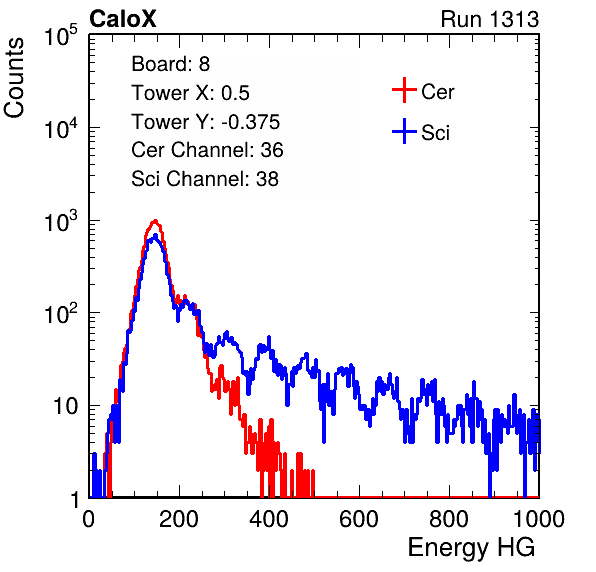 CaloX Run 1313
Counts
10^5
10^4
10^3
10^2
10
1
Board: 8
Tower X: 0.5
Tower Y: -0.375
Cer Channel: 36
Sci Channel: 38
Cer
Sci
0 200 400 600 800 1000
Energy HG